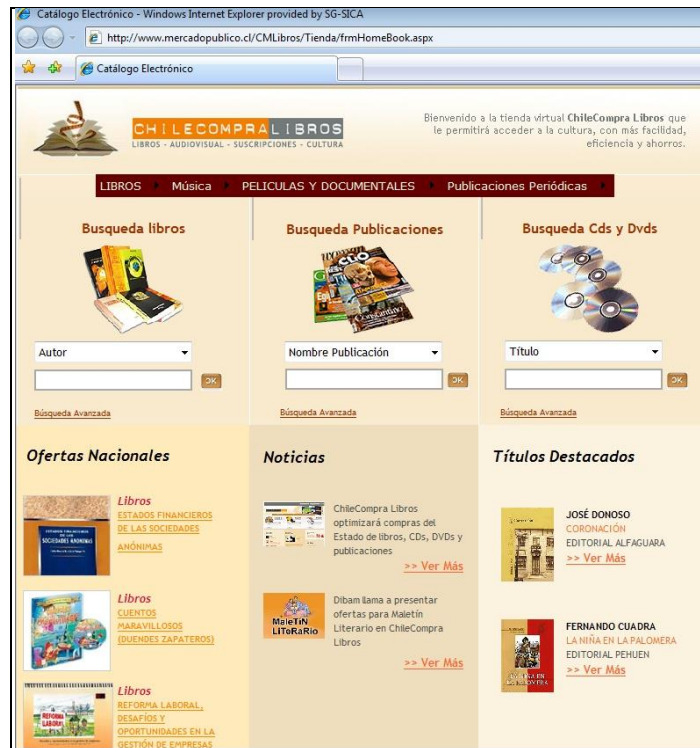 Catálogo Electrónico - Windows Internet Explorer provided by SG-SICA
http://www.mercadopublico.cl/CMLibros/Tienda/frmHomeBook.aspx
Catálogo Electrónico
CHILECOMPRALIBROS
LIBROS - AUDIOVISUAL - SUSCRIPCIONES - CULTURA
Bienvenido a la tienda virtual ChileCompra Libros que
le permitirá acceder a la cultura, con más facilidad,
eficiencia y ahorros.
LIBROS Música PELICULAS Y DOCUMENTALES Publicaciones Periódicas
Busqueda libros
Autor
OK
Búsqueda Avanzada
Busqueda Publicaciones
Nombre Publicación
OK
Búsqueda Avanzada
Busqueda Cds y Dvds
Título
OK
Búsqueda Avanzada
Ofertas Nacionales
SOCIEDADES ANONIMAS
Libros
ESTADOS FINANCIEROS
DE LAS SOCIEDADES
ANÓNIMAS
Libros
CUENTOS
MARAVILLOSOS
(DUENDES ZAPATEROS)
REFORMA
LABORAL
Libros
REFORMA LABORAL,
DESAFÍOS Y
OPORTUNIDADES EN LA
GESTIÓN DE EMPRESAS
Noticias
ChileCompra Libros
optimizará compras del
Estado de libros, CDs, DVDs y
publicaciones
>> Ver Más
MaleTíN
LiToRaRio
Dibam llama a presentar
ofertas para Maletín
Literario en ChileCompra
Libros
>> Ver Más
Títulos Destacados
JOSÉ DONOSO
CORONACIÓN
EDITORIAL ALFAGUARA
>> Ver Más
FERNANDO CUADRA
LA NIÑA EN LA PALOMERA
EDITORIAL PEHUEN
>> Ver Más